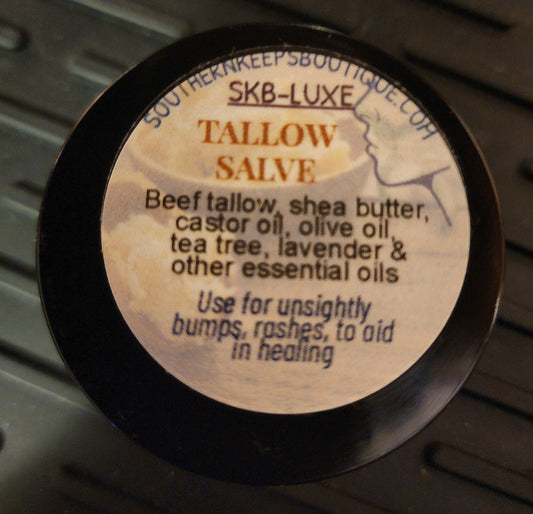 SOUTHERNKEEPSBOUTIQUE.COM
SKB-LUXE
TALLOW
SALVE
Beef tallow, shea butter,
castor oil, olive oil,
tea tree, lavender &
other essential oils
Use for unsightly
bumps, rashes, to aid
in healing